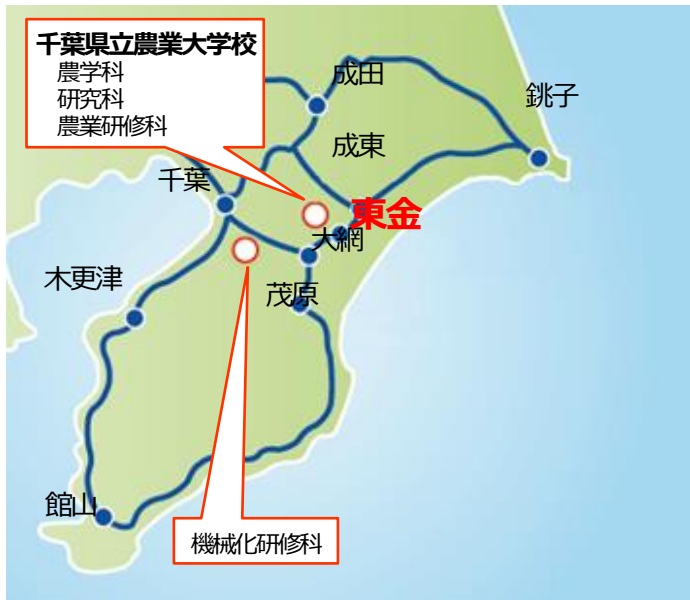 千葉県立農業大学校
農学科
研究科
農業研修科
成田
銚子
成東
千葉
東金
大網
木更津
茂原
館山
機械化研修科